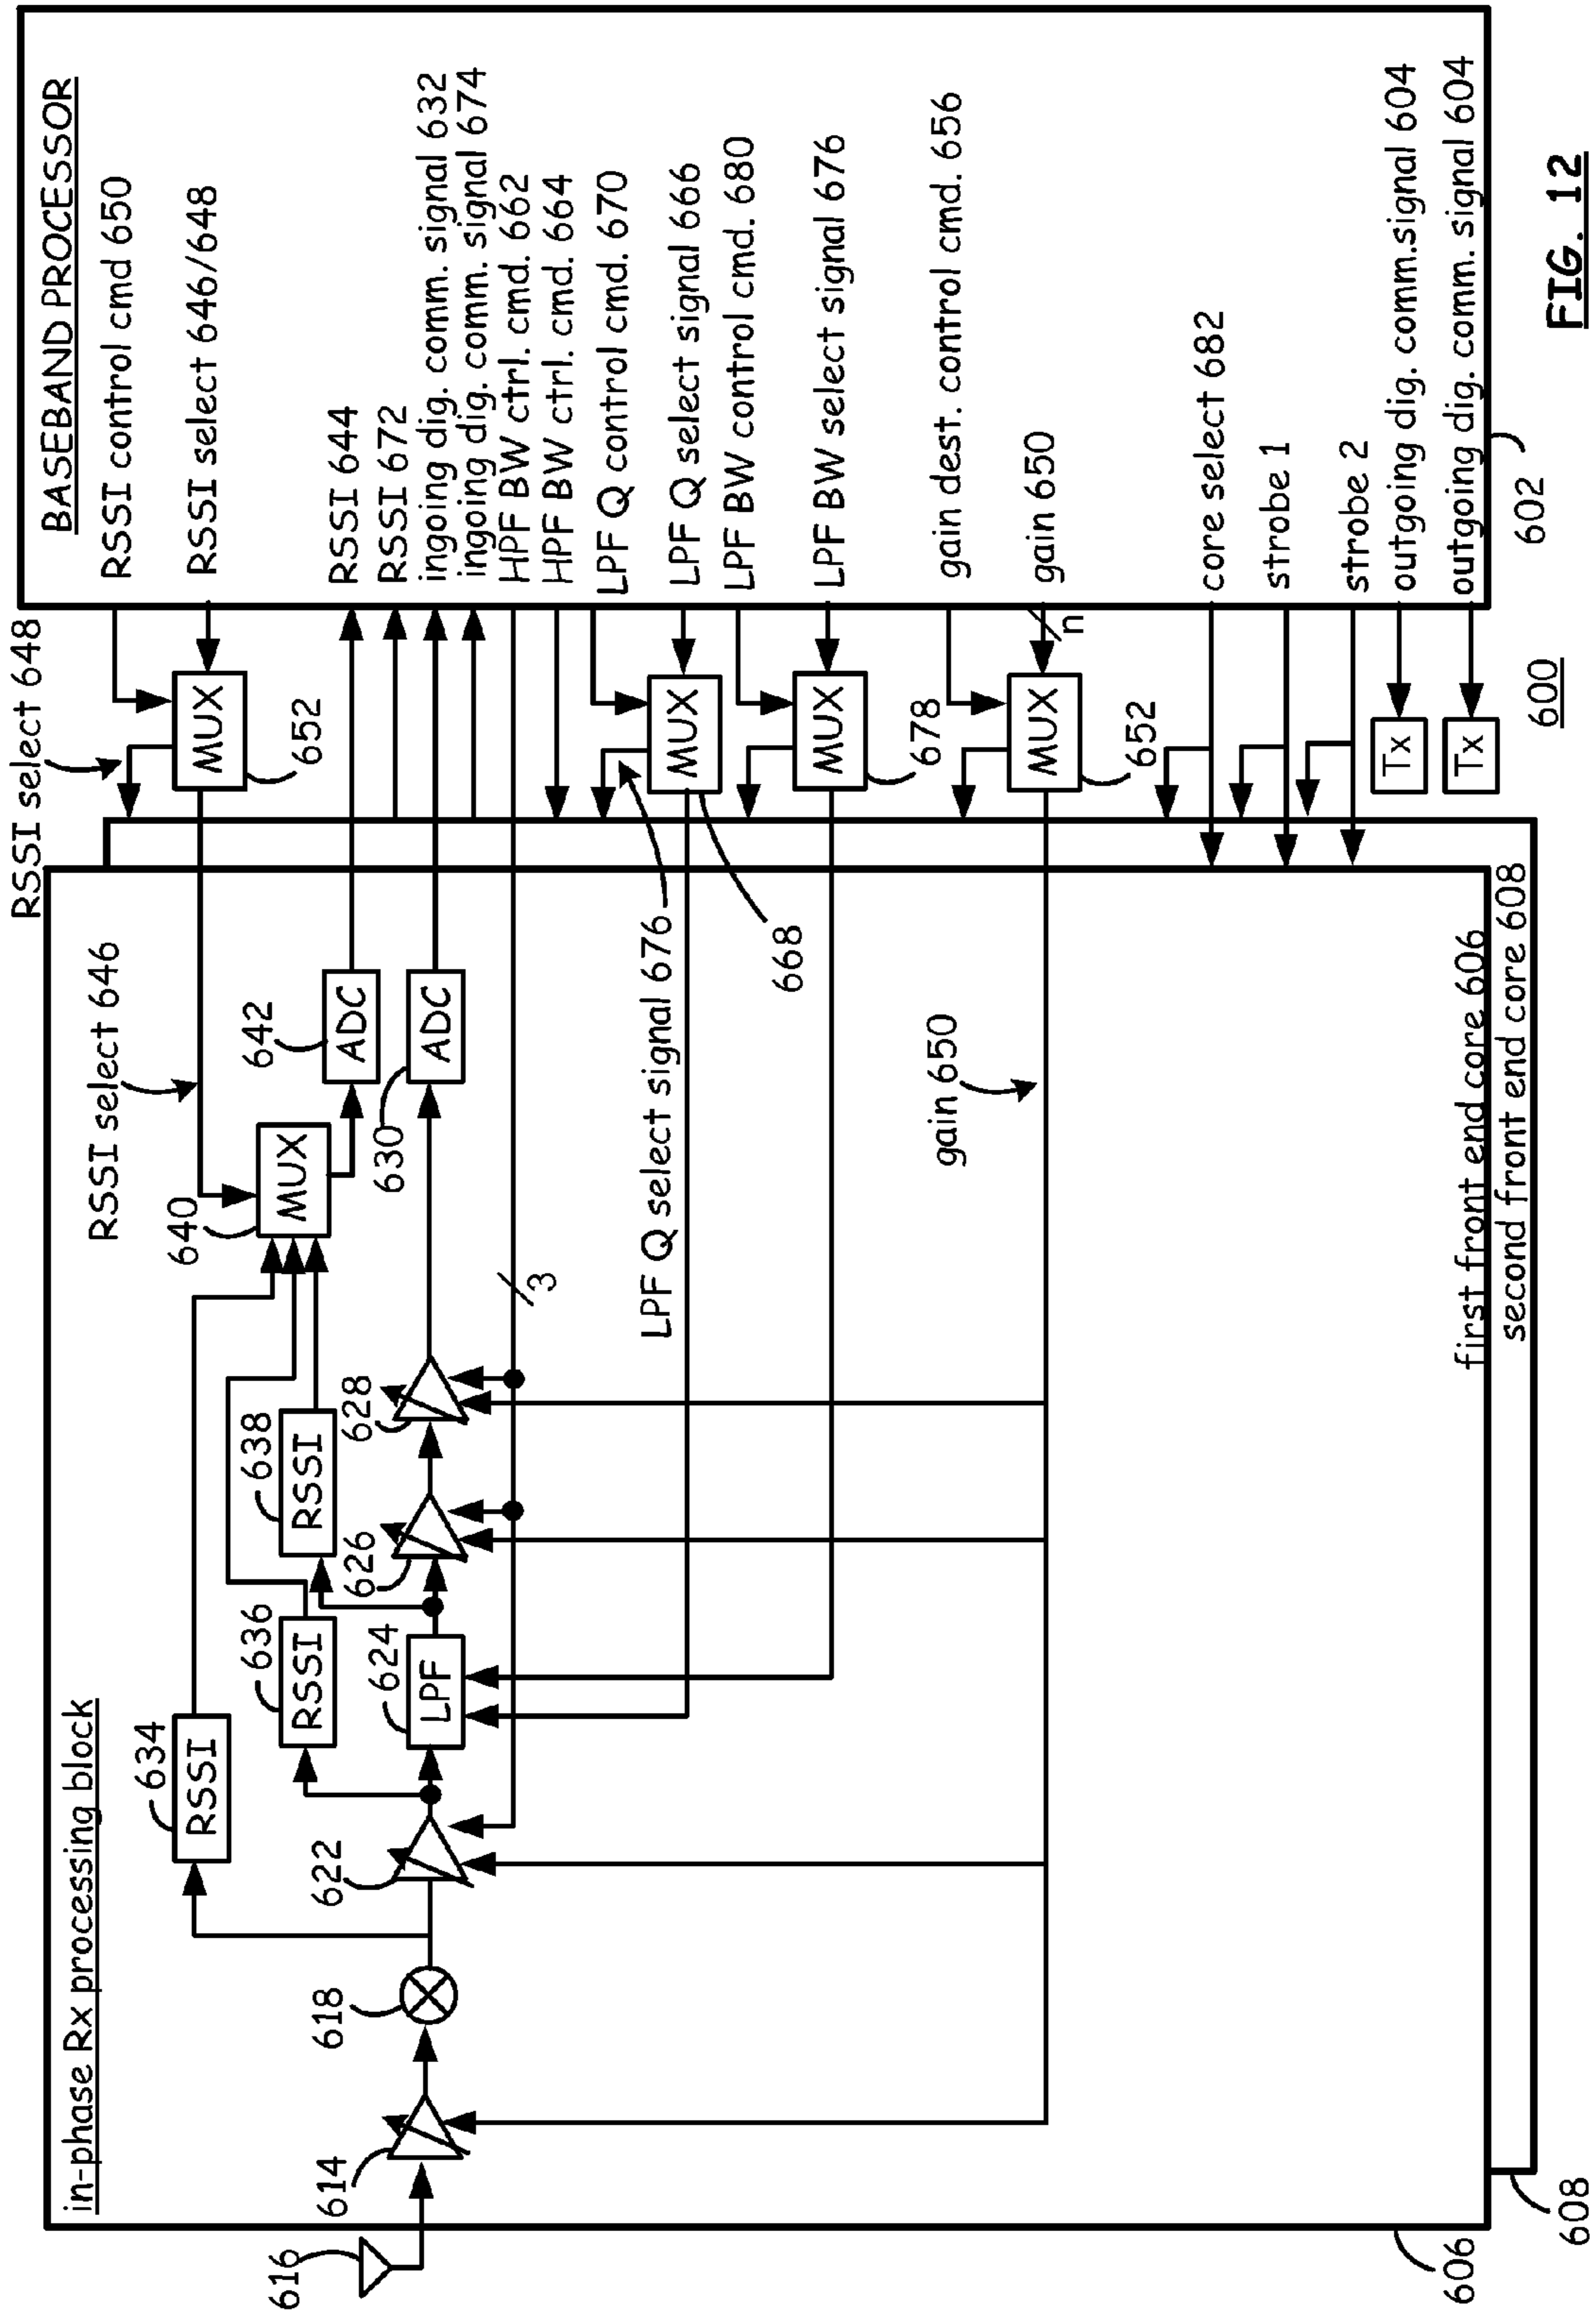 in-phase Rx processing block
RSSI select 648
BASEBAND PROCESSOR
RSSI control cmd 650
RSSI select 646/648
RSSI select 646
MUX
652
640
MUX
642
ADC
630
ADC
634
RSSI
636
RSSI
638
RSSI
RSSI 644
RSSI 672
ingoing dig. comm. signal 632
ingoing dig. comm. signal 674
HPF BW ctrl. cmd. 662
HPF BW ctrl. cmd. 664
LPF Q control cmd. 670
LPF Q select signal 666
LPF BW control cmd. 680
LPF BW select signal 676
gain dest. control cmd. 656
gain 650
n
core select 682
strobe 1
strobe 2
outgoing dig. comm.signal 604
outgoing dig. comm. signal 604
616
614
618
622
624
LPF
626
628
3
MUX
668
LPF Q select signal 676
MUX
678
MUX
652
gain 650
Tx
Tx
602
600
first front end core 606
second front end core 608
606
608
FIG. 12